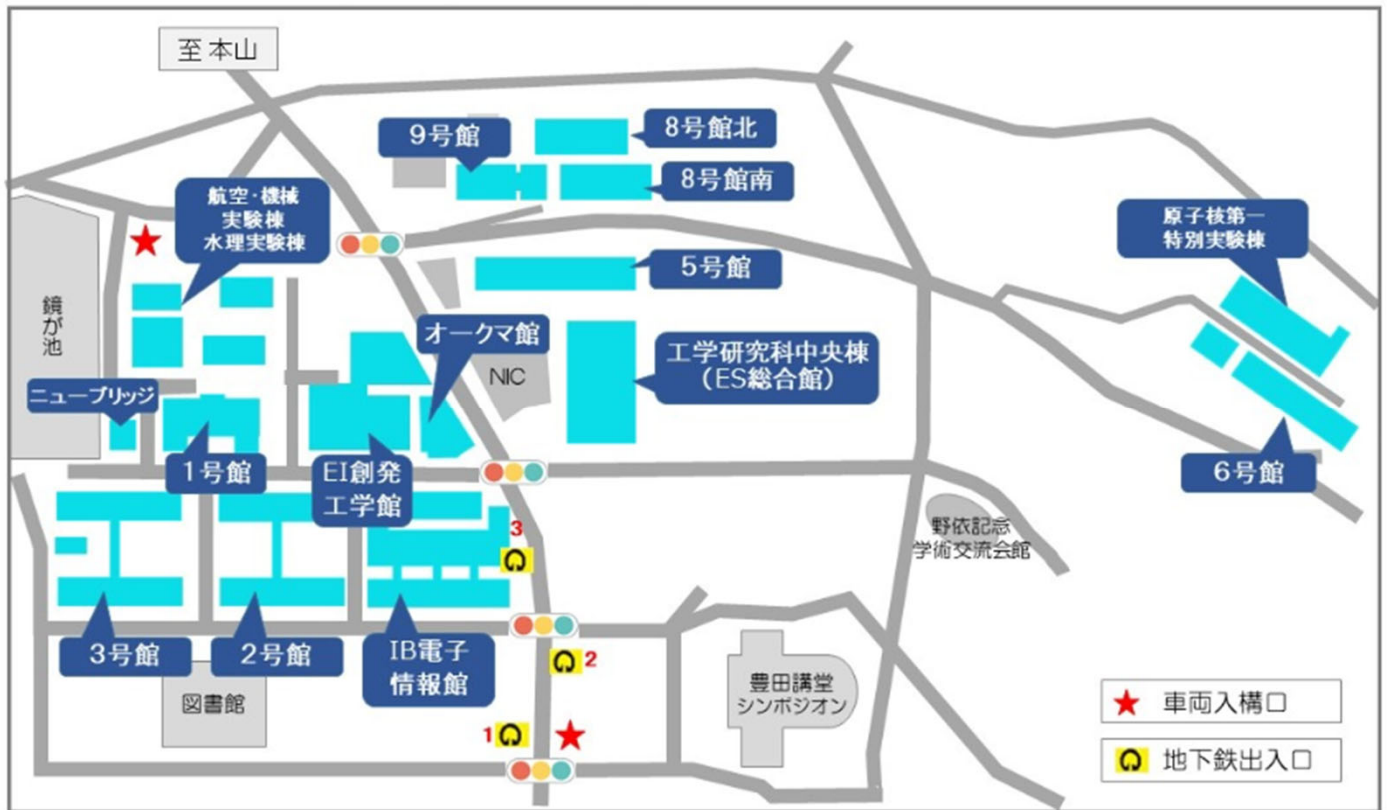 至 本山
9号館
8号館北
8号館南
航空・機械
実験棟
水理実験棟
原子核第一
特別実験棟
5号館
鏡が池
オークマ館
工学研究科中央棟
（ES総合館）
NIC
ニューブリッジ
1号館
EI創発
工学館
6号館
3
野依記念
学術交流会館
3号館
2号館
IB電子
情報館
2
図書館
豊田講堂
シンポジオン
1
車両入構口
地下鉄出入口